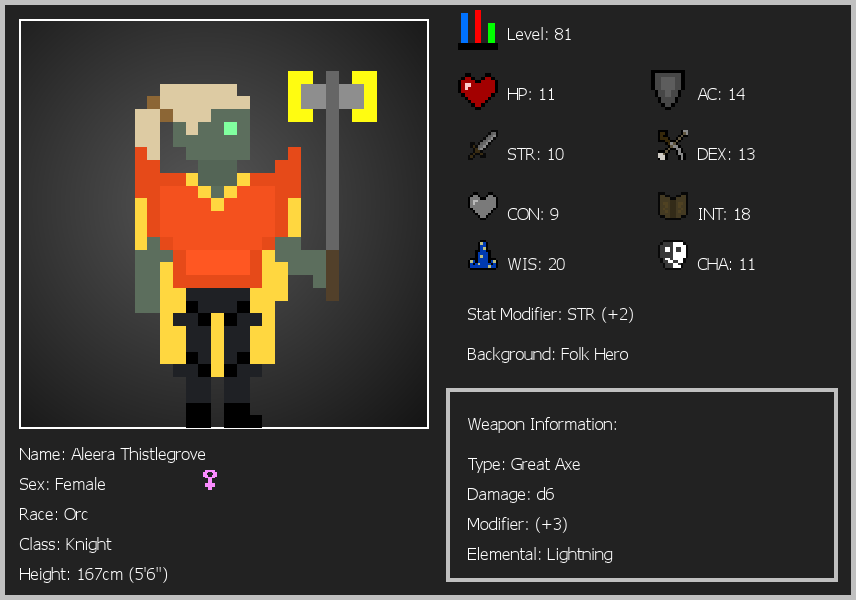 Level: 81
HP: 11
AC: 14
STR: 10
DEX: 13
CON: 9
INT: 18
WIS: 20
CHA: 11
Stat Modifier: STR (+2)
Background: Folk Hero
Weapon Information:
Type: Great Axe
Damage: d6
Modifier: (+3)
Elemental: Lightning
Name: Aleera Thistlegrove
Sex: Female
Race: Orc
Class: Knight
Height: 167cm (5'6")